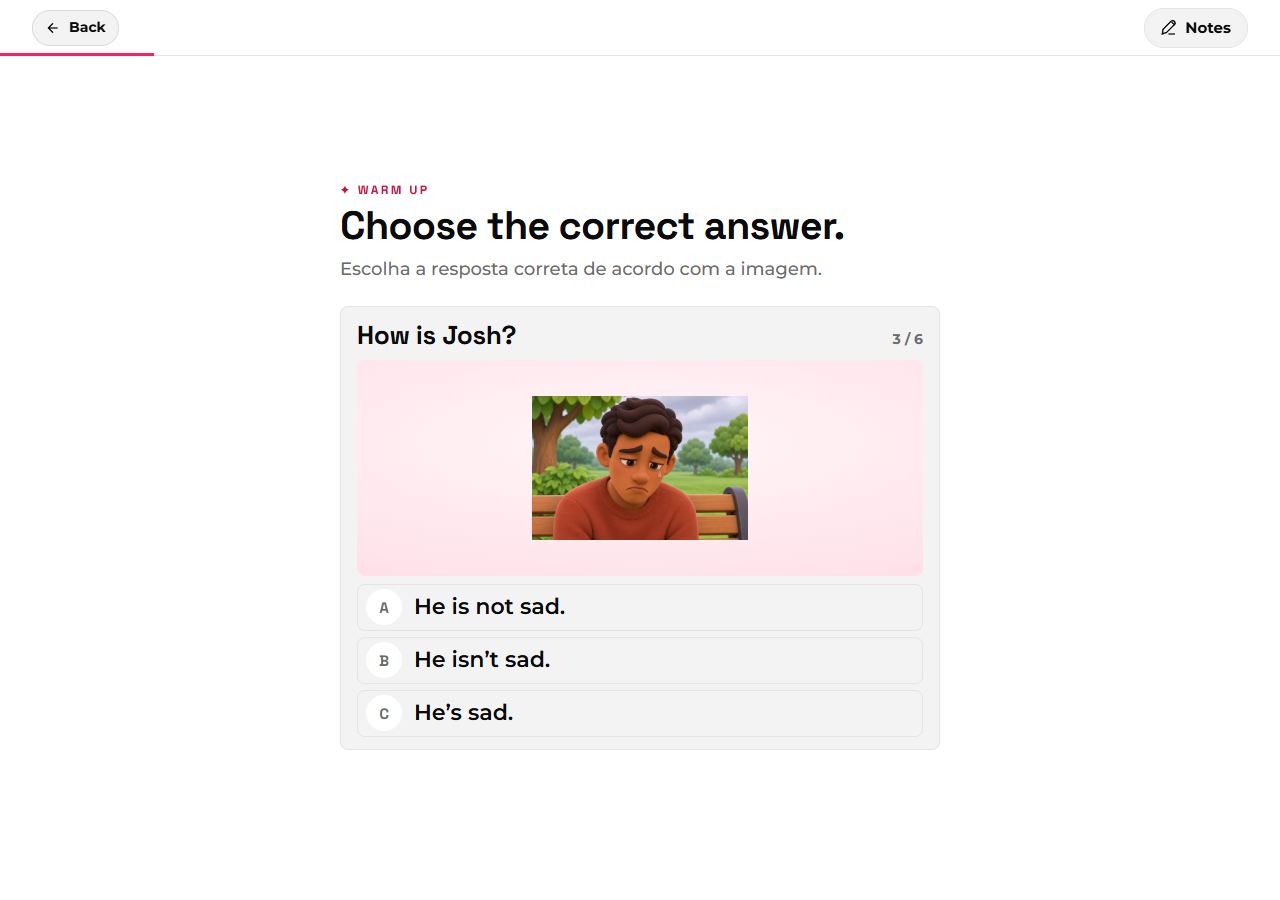 Back
Notes
✦ WARM UP
Choose the correct answer.
Escolha a resposta correta de acordo com a imagem.
How is Josh?
3 / 6
A He is not sad.
B He isn’t sad.
C He’s sad.